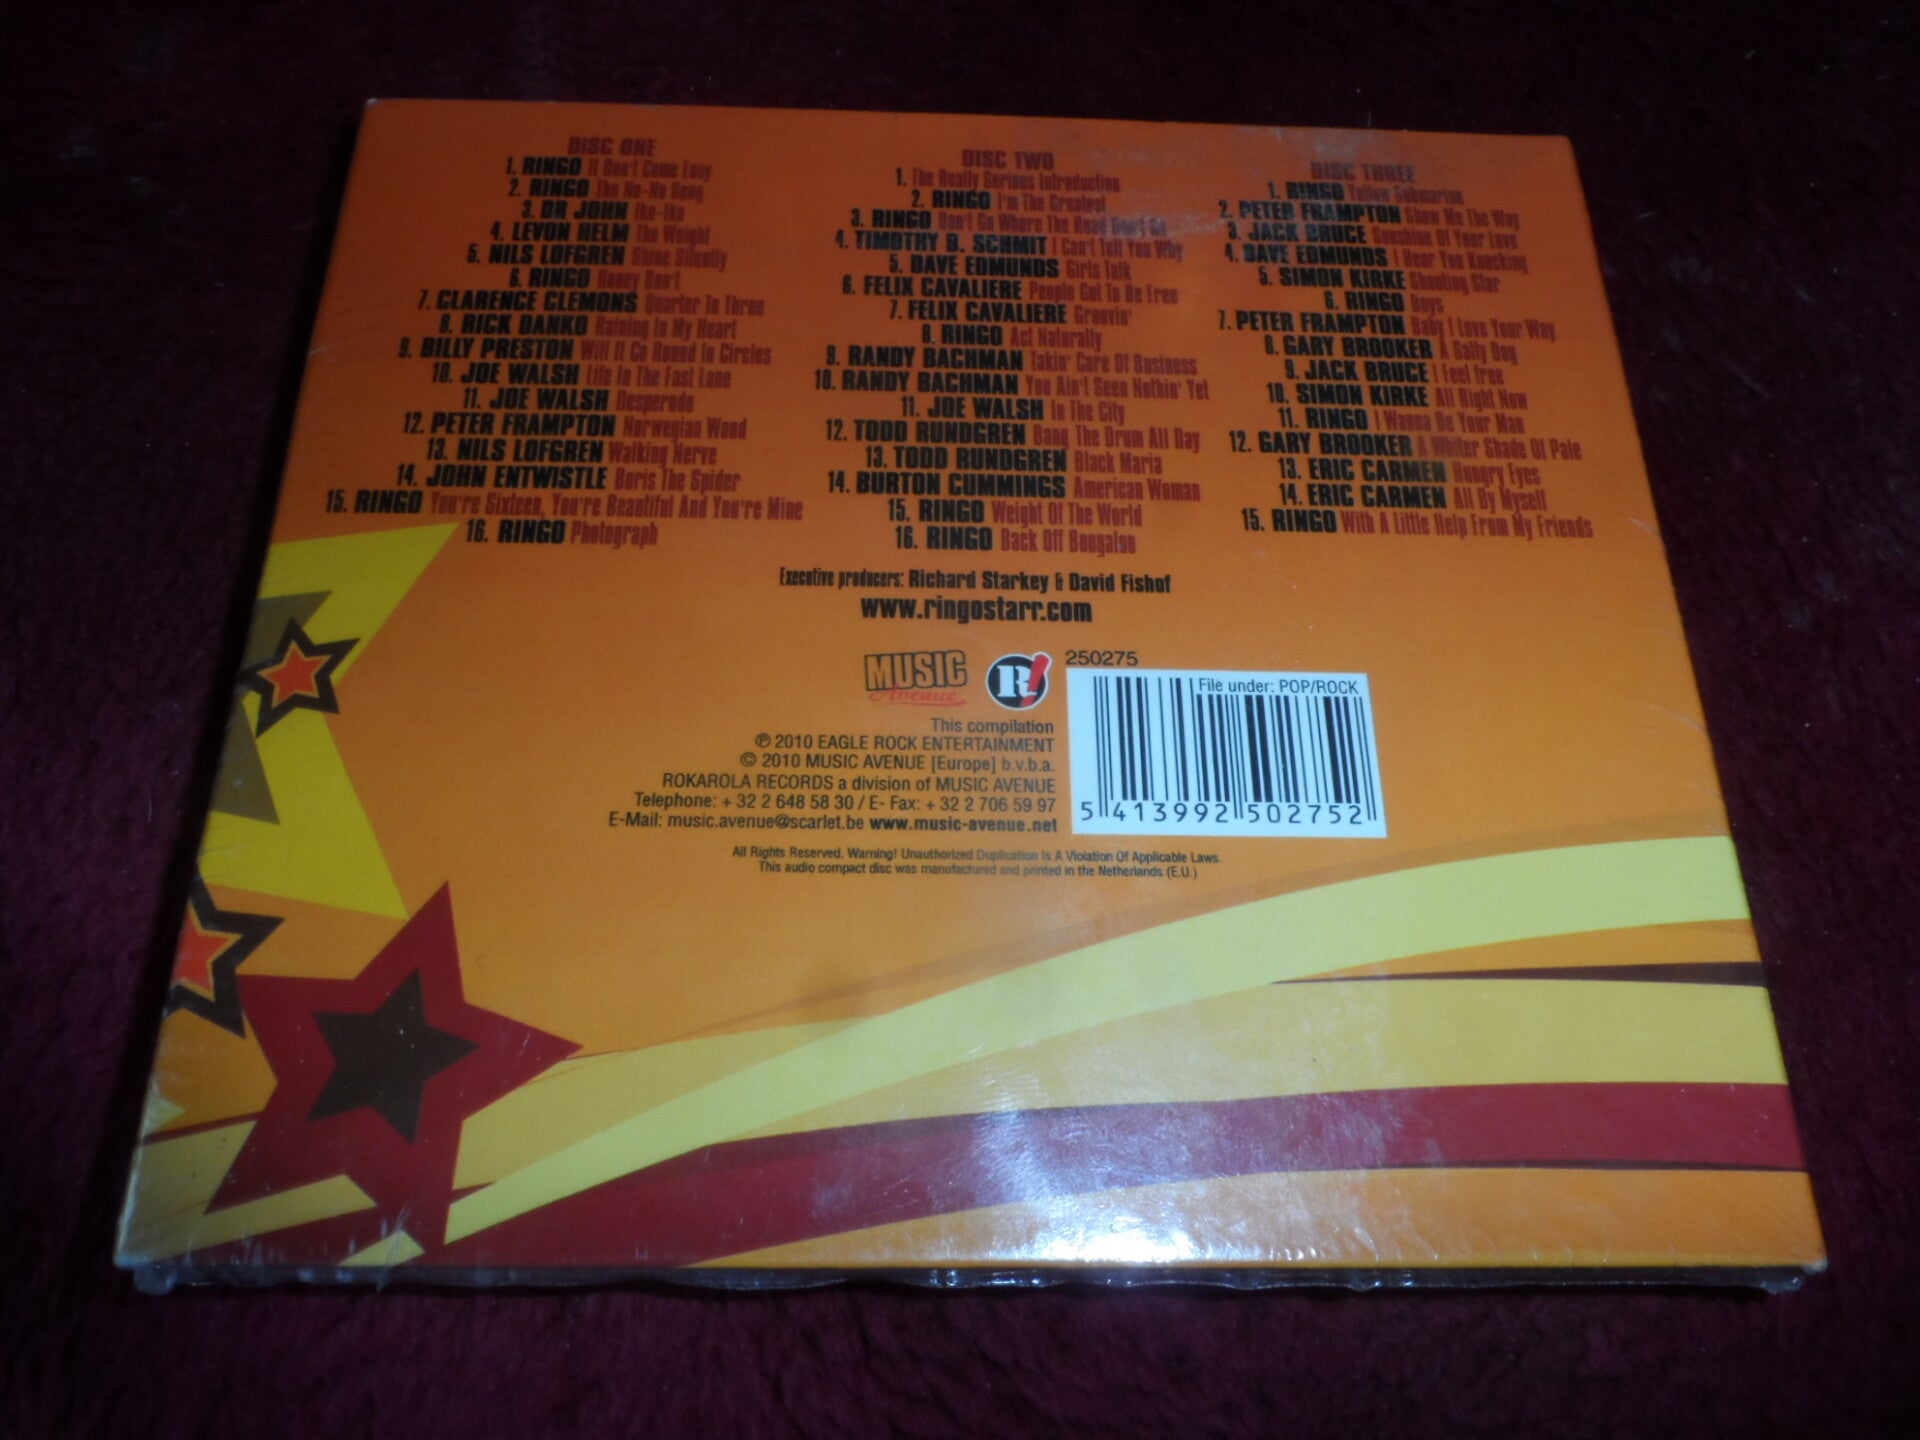 DISC ONE
1. RINGO It Don't Come Easy
2. RINGO The No-No Song
3. DR JOHN Iko-Iko
4. LEVON HELM The Weight
5. NILS LOFGREN Shine Silently
6. RINGO Honey Don't
7. CLARENCE CLEMONS Quarter To Three
8. RICK DANKO Raining In My Heart
9. BILLY PRESTON Will It Go Round In Circles
10. JOE WALSH Life In The Fast Lane
11. JOE WALSH Desperado
12. PETER FRAMPTON Norwegian Wood
13. NILS LOFGREN Walking Nerve
14. JOHN ENTWISTLE Boris The Spider
15. RINGO You're Sixteen, You're Beautiful And You're Mine
16. RINGO Photograph
DISC TWO
1. The Really Serious Introduction
2. RINGO I'm The Greatest
3. RINGO Don't Go Where The Road Don't Go
4. TIMOTHY B. SCHMIT I Can't Tell You Why
5. DAVE EDMUNDS Girls Talk
6. FELIX CAVALIERE People Got To Be Free
7. FELIX CAVALIERE Groovin'
8. RINGO Act Naturally
9. RANDY BACHMAN Takin' Care Of Business
10. RANDY BACHMAN You Ain't Seen Nothin' Yet
11. JOE WALSH In The City
12. TODD RUNDGREN Bang The Drum All Day
13. TODD RUNDGREN Black Maria
14. BURTON CUMMINGS American Woman
15. RINGO Weight Of The World
16. RINGO Back Off Boogaloo
DISC THREE
1. RINGO Yellow Submarine
2. PETER FRAMPTON Show Me The Way
3. JACK BRUCE Sunshine Of Your Love
4. DAVE EDMUNDS I Hear You Knocking
5. SIMON KIRKE Shooting Star
6. RINGO Boys
7. PETER FRAMPTON Baby I Love Your Way
8. GARY BROOKER A Salty Dog
9. JACK BRUCE I Feel Free
10. SIMON KIRKE All Right Now
11. RINGO I Wanna Be Your Man
12. GARY BROOKER A Whiter Shade Of Pale
13. ERIC CARMEN Hungry Eyes
14. ERIC CARMEN All By Myself
15. RINGO With A Little Help From My Friends
Executive producers: Richard Starkey & David Fishof
www.ringostarr.com
MUSIC
Avenue
R!
250275
File under: POP/ROCK
5 413992 502752
This compilation
℗ 2010 EAGLE ROCK ENTERTAINMENT
© 2010 MUSIC AVENUE [Europe] b.v.b.a.
ROKAROLA RECORDS a division of MUSIC AVENUE
Telephone: + 32 2 648 58 30 / E- Fax: + 32 2 706 59 97
E-Mail: music.avenue@scarlet.be www.music-avenue.net
All Rights Reserved. Warning! Unauthorized Duplication Is A Violation Of Applicable Laws.
This audio compact disc was manufactured and printed in the Netherlands (E.U.)